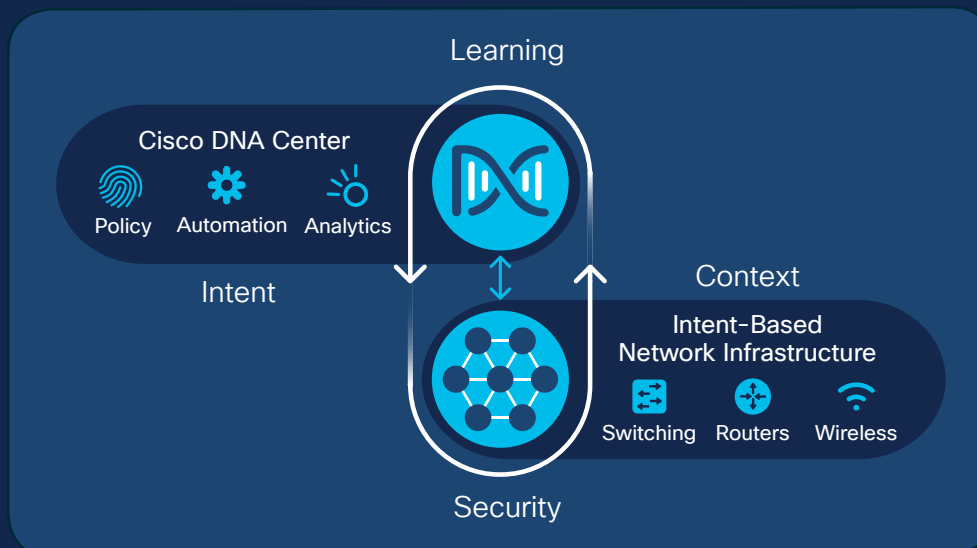 Learning
Cisco DNA Center
Policy
Automation
Analytics
Intent
Context
Intent-Based
Network Infrastructure
Switching
Routers
Wireless
Security